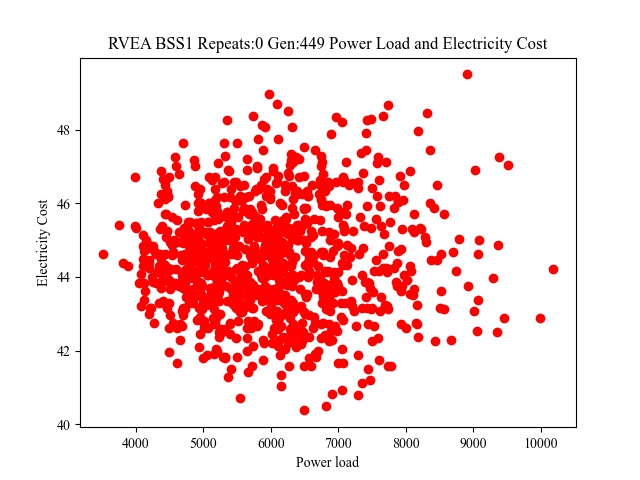 RVEA BSS1 Repeats:0 Gen:449 Power Load and Electricity Cost
48
46
44
42
40
Electricity Cost
4000 5000 6000 7000 8000 9000 10000
Power load